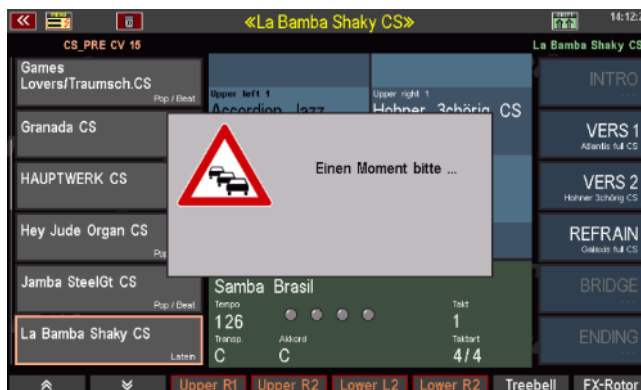 «La Bamba Shaky CS»
14:12:2
CS_PRE CV 15
La Bamba Shaky CS
Games
Lovers/Traumsch.CS
Pop / Beat
Granada CS
HAUPTWERK CS
Hey Jude Organ CS
Jamba SteelGt CS
Pop / Beat
La Bamba Shaky CS
Latein
Upper left 1
Accordion Jazz
Upper right 1
Hohner 3chörig CS
Einen Moment bitte ...
Samba Brasil
Tempo
126
Takt
1
Transp.
C
Akkord
C
Taktart
4/4
INTRO
VERS 1
Atlantis full CS
VERS 2
Hohner 3chörig CS
REFRAIN
Galaxis full CS
BRIDGE
ENDING
Upper R1
Upper R2
Lower L2
Lower R2
Treebell
FX-Rotor